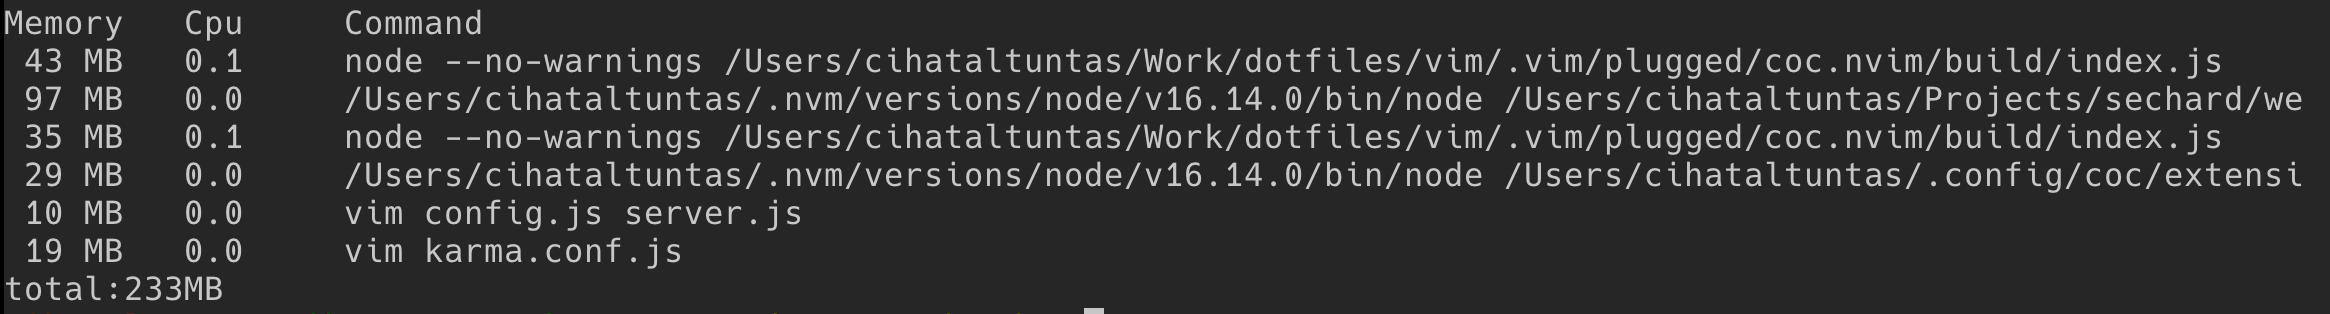 Memory   Cpu     Command
 43 MB   0.1     node --no-warnings /Users/cihataltuntas/Work/dotfiles/vim/.vim/plugged/coc.nvim/build/index.js
 97 MB   0.0     /Users/cihataltuntas/.nvm/versions/node/v16.14.0/bin/node /Users/cihataltuntas/Projects/sechard/we
 35 MB   0.1     node --no-warnings /Users/cihataltuntas/Work/dotfiles/vim/.vim/plugged/coc.nvim/build/index.js
 29 MB   0.0     /Users/cihataltuntas/.nvm/versions/node/v16.14.0/bin/node /Users/cihataltuntas/.config/coc/extensi
 10 MB   0.0     vim config.js server.js
 19 MB   0.0     vim karma.conf.js
total:233MB